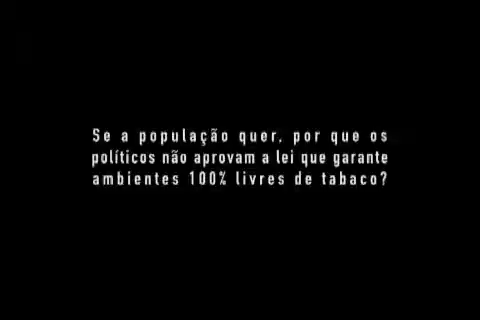 Se a população quer, por que os
políticos não aprovam a lei que garante
ambientes 100% livres de tabaco?